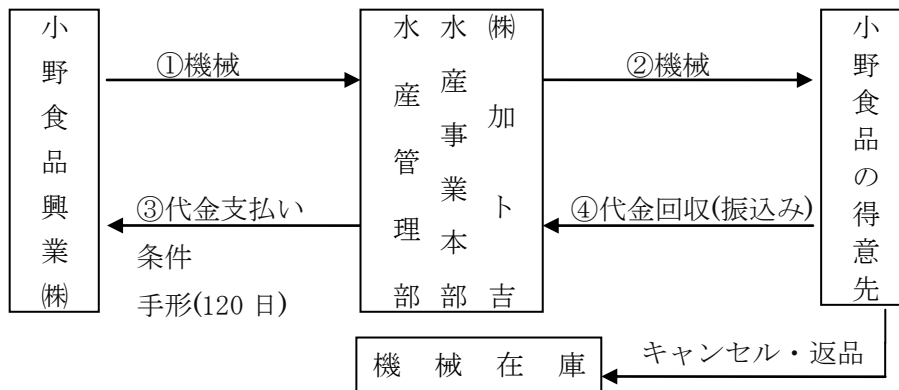 小野食品興業㈱
①機械
③代金支払い
条件
手形(120 日)
㈱加ト吉
水産事業本部
水産管理部
②機械
④代金回収(振込み)
小野食品の得意先
キャンセル・返品
機械在庫